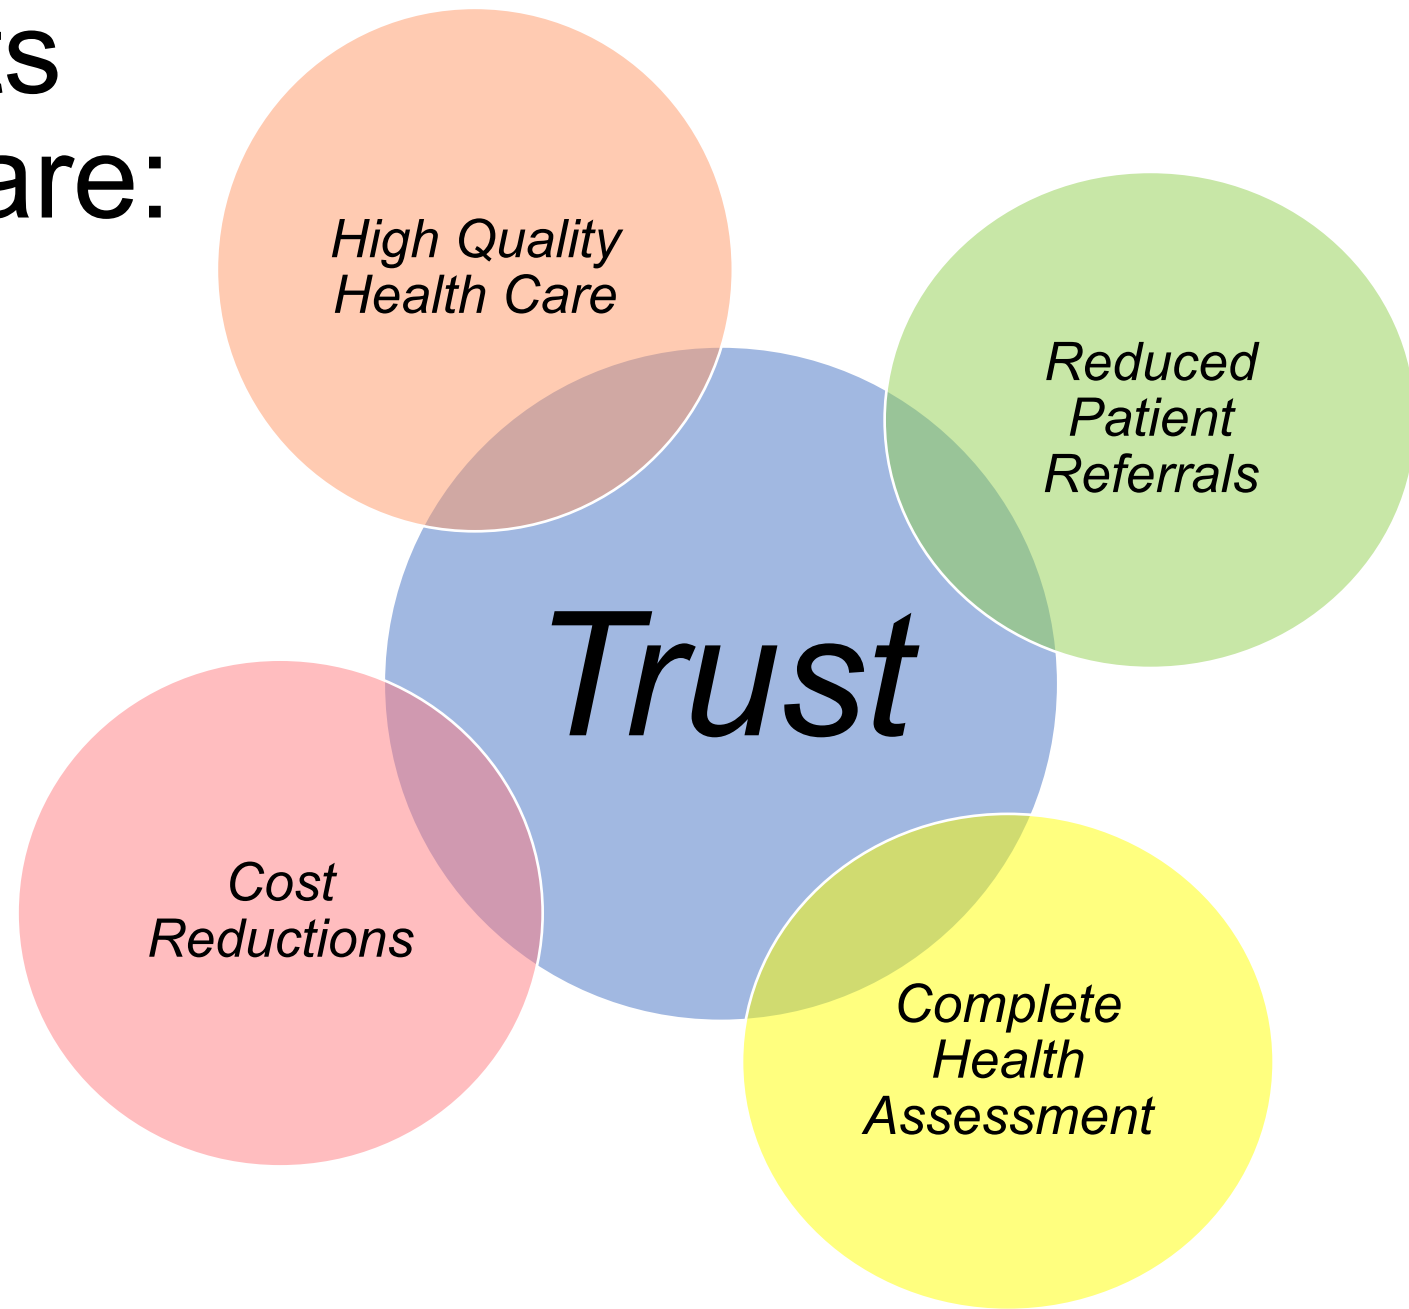 ts
are:
High Quality
Health Care
Reduced
Patient
Referrals
Trust
Cost
Reductions
Complete
Health
Assessment